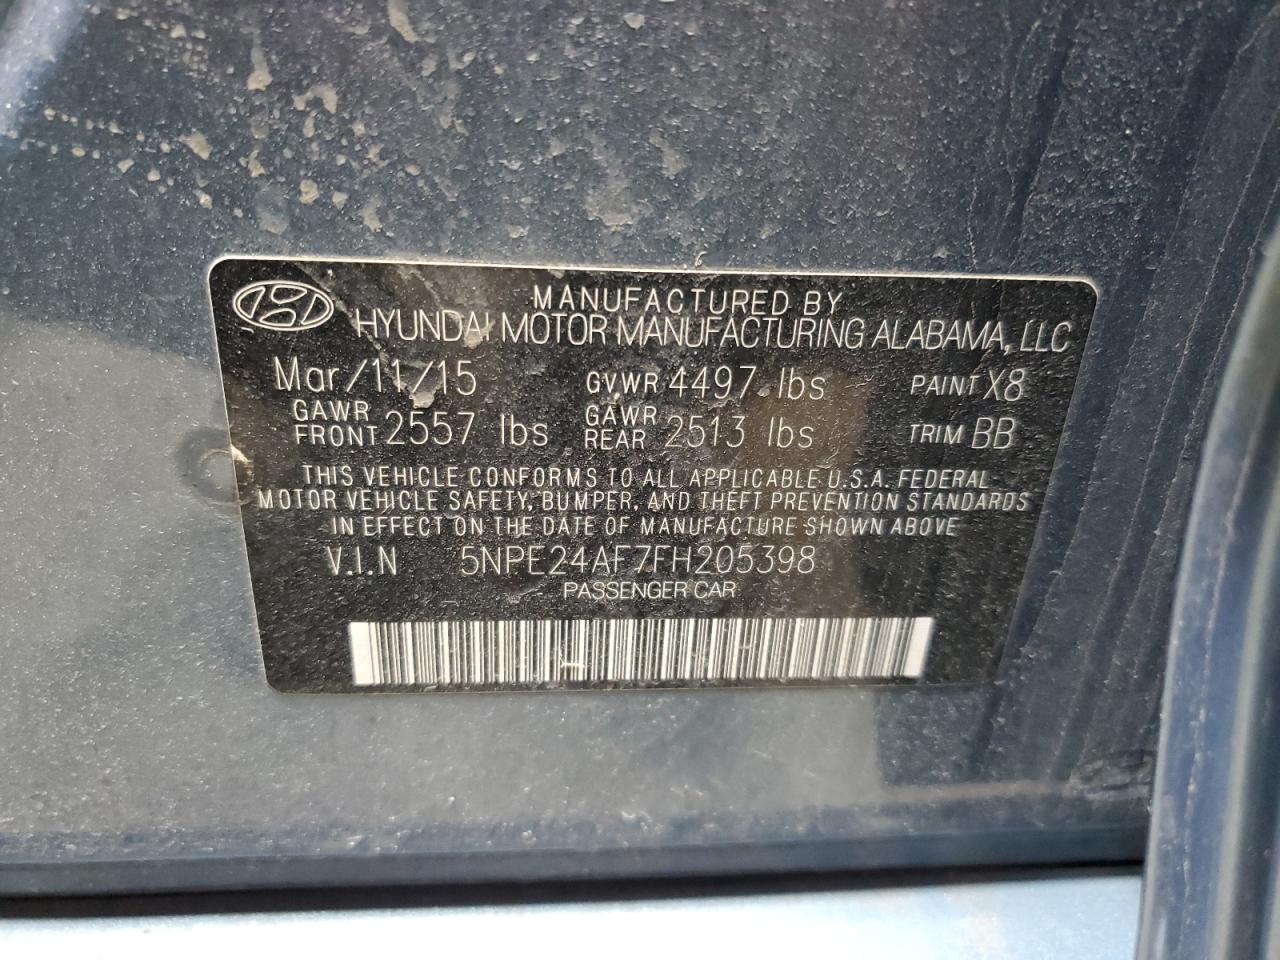 MANUFACTURED BY
HYUNDAI MOTOR MANUFACTURING ALABAMA, LLC
Mar/11/15 GVWR 4497 lbs PAINT X8
GAWR FRONT 2557 lbs GAWR REAR 2513 lbs TRIM BB
THIS VEHICLE CONFORMS TO ALL APPLICABLE U.S.A. FEDERAL
MOTOR VEHICLE SAFETY, BUMPER, AND THEFT PREVENTION STANDARDS
IN EFFECT ON THE DATE OF MANUFACTURE SHOWN ABOVE
V.I.N 5NPE24AF7FH205398
PASSENGER CAR